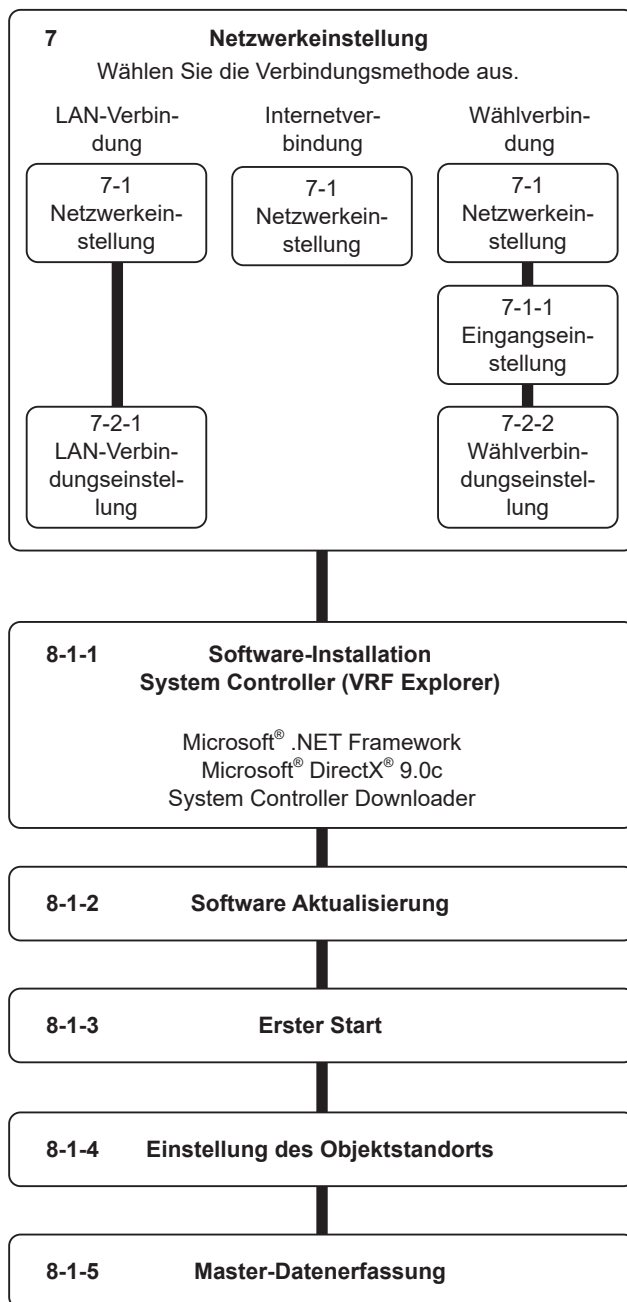 7 Netzwerkeinstellung
Wählen Sie die Verbindungsmethode aus.
LAN-Verbin-
dung
7-1
Netzwerkein-
stellung
7-2-1
LAN-Verbin-
dungseinstel-
lung
Internetver-
bindung
7-1
Netzwerkein-
stellung
Wählverbin-
dung
7-1
Netzwerkein-
stellung
7-1-1
Eingangsein-
stellung
7-2-2
Wählverbin-
dungseinstel-
lung
8-1-1 Software-Installation
System Controller (VRF Explorer)
Microsoft® .NET Framework
Microsoft® DirectX® 9.0c
System Controller Downloader
8-1-2 Software Aktualisierung
8-1-3 Erster Start
8-1-4 Einstellung des Objektstandorts
8-1-5 Master-Datenerfassung